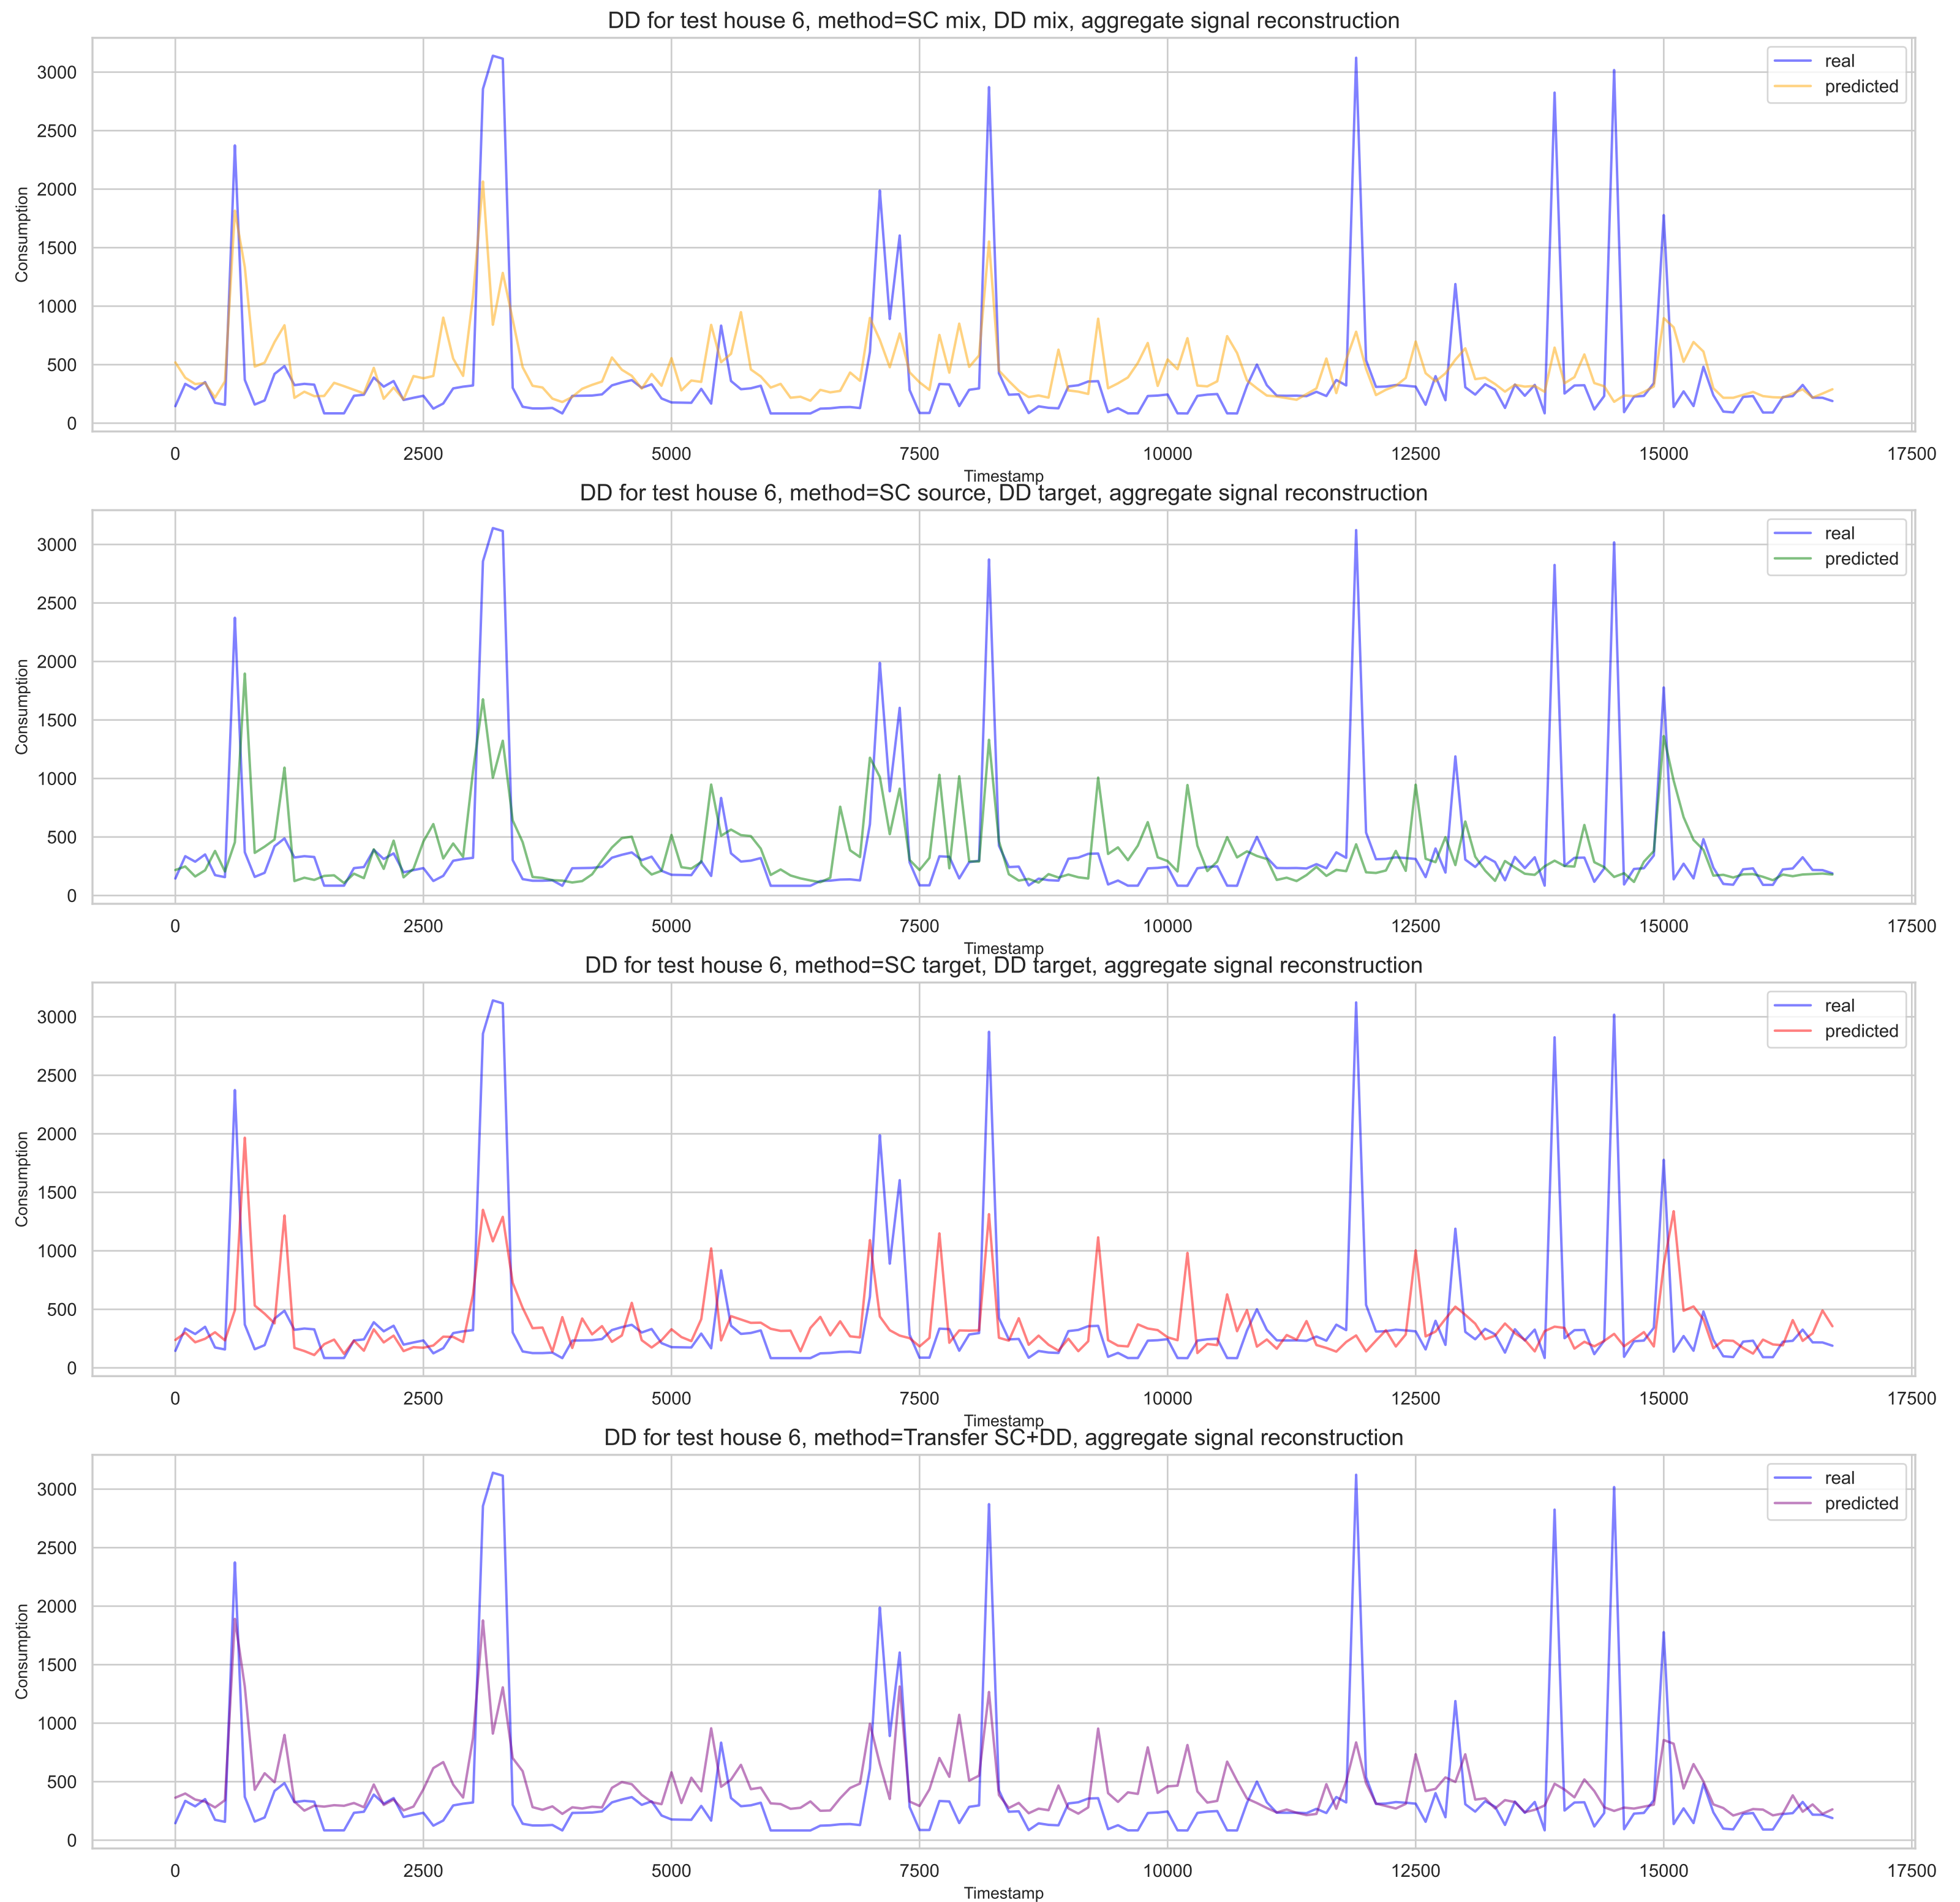 DD for test house 6, method=SC mix, DD mix, aggregate signal reconstruction
real
predicted
3000
2500
2000
1500
1000
500
0
Consumption
0 2500 5000 7500 10000 12500 15000 17500
Timestamp
DD for test house 6, method=SC source, DD target, aggregate signal reconstruction
real
predicted
3000
2500
2000
1500
1000
500
0
Consumption
0 2500 5000 7500 10000 12500 15000 17500
Timestamp
DD for test house 6, method=SC target, DD target, aggregate signal reconstruction
real
predicted
3000
2500
2000
1500
1000
500
0
Consumption
0 2500 5000 7500 10000 12500 15000 17500
Timestamp
DD for test house 6, method=Transfer SC+DD, aggregate signal reconstruction
real
predicted
3000
2500
2000
1500
1000
500
0
Consumption
0 2500 5000 7500 10000 12500 15000 17500
Timestamp